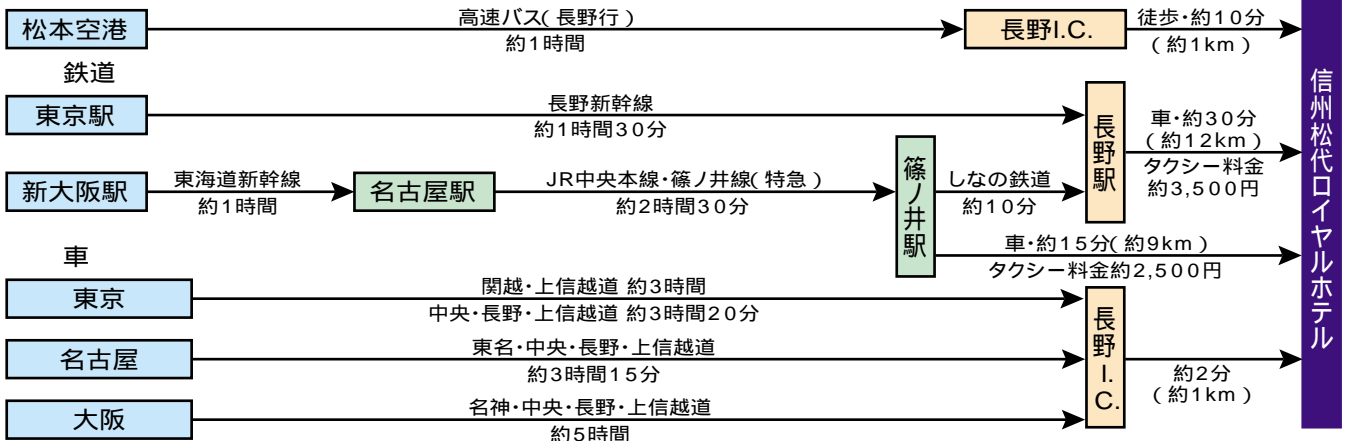 松本空港
高速バス(長野行)
約1時間
長野I.C.
徒歩・約10分
(約1km)
鉄道
東京駅
長野新幹線
約1時間30分
長野駅
車・約30分
(約12km)
タクシー料金
約3,500円
新大阪駅
東海道新幹線
約1時間
名古屋駅
JR中央本線・篠ノ井線(特急)
約2時間30分
篠ノ井駅
しなの鉄道
約10分
車・約15分(約9km)
タクシー料金約2,500円
車
東京
関越・上信越道 約3時間
中央・長野・上信越道 約3時間20分
名古屋
東名・中央・長野・上信越道
約3時間15分
大阪
名神・中央・長野・上信越道
約5時間
長野I.C.
約2分
(約1km)
信州松代ロイヤルホテル